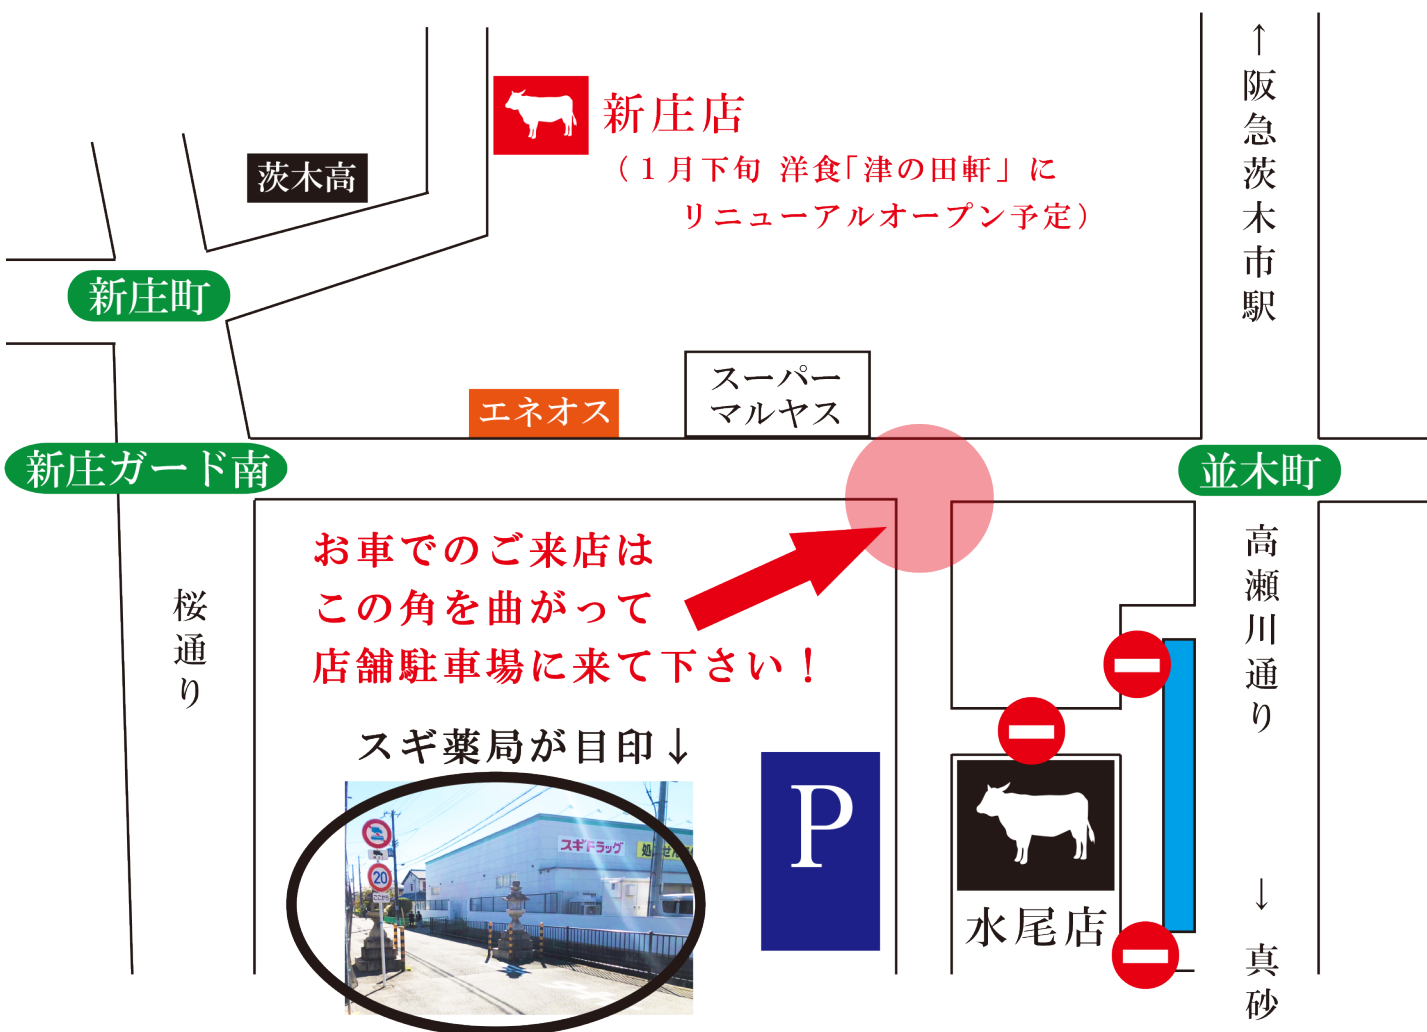 新庄店
（１月下旬 洋食「津の田軒」に
リニューアルオープン予定）
↑阪急茨木市駅
茨木高
新庄町
スーパー
マルヤス
エネオス
新庄ガード南
並木町
お車でのご来店は
この角を曲がって
店舗駐車場に来て下さい！
高瀬川通り
桜通り
スギ薬局が目印↓
P
スギドラッグ
処
せん
20
水尾店
↓真砂